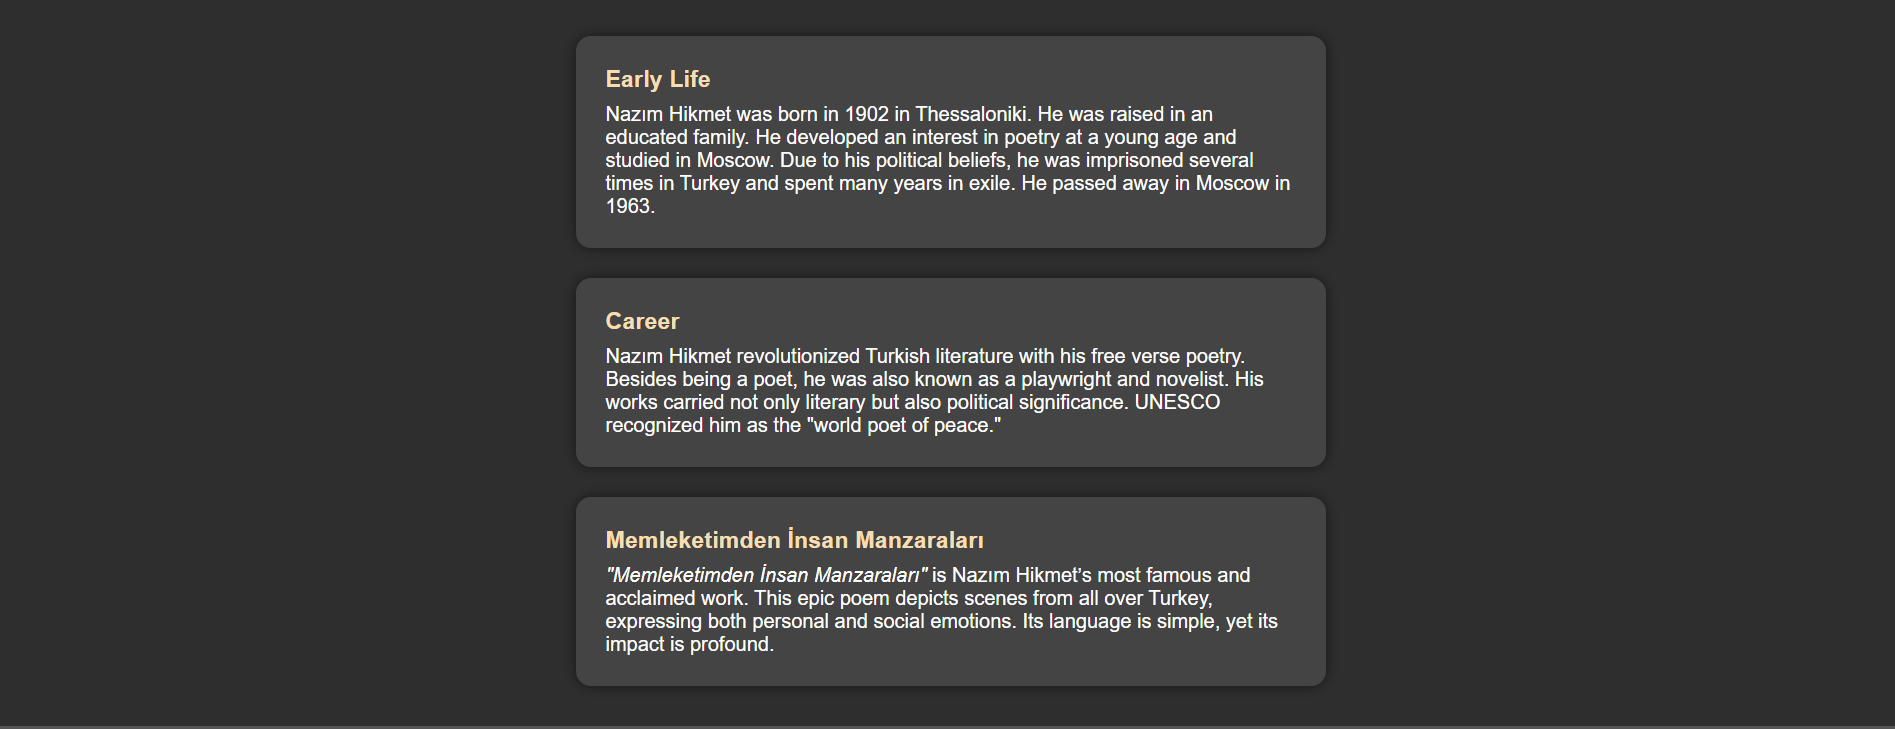 Early Life
Nazım Hikmet was born in 1902 in Thessaloniki. He was raised in an
educated family. He developed an interest in poetry at a young age and
studied in Moscow. Due to his political beliefs, he was imprisoned several
times in Turkey and spent many years in exile. He passed away in Moscow in
1963.
Career
Nazım Hikmet revolutionized Turkish literature with his free verse poetry.
Besides being a poet, he was also known as a playwright and novelist. His
works carried not only literary but also political significance. UNESCO
recognized him as the "world poet of peace."
Memleketimden İnsan Manzaraları
"Memleketimden İnsan Manzaraları" is Nazım Hikmet’s most famous and
acclaimed work. This epic poem depicts scenes from all over Turkey,
expressing both personal and social emotions. Its language is simple, yet its
impact is profound.